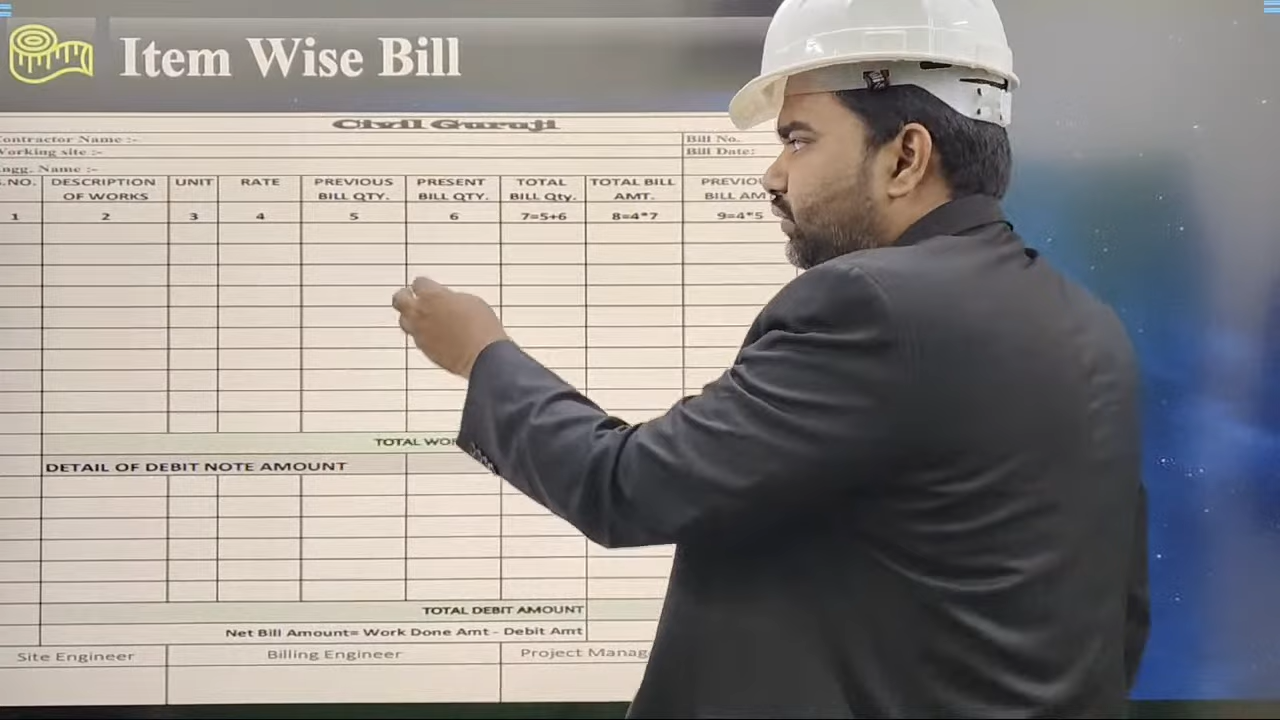 Item Wise Bill
Civil Guruji
Contractor Name :-
Bill No.
Working site :-
Bill Date:
Engg. Name :-
S.NO. DESCRIPTION OF WORKS UNIT RATE PREVIOUS BILL QTY. PRESENT BILL QTY. TOTAL BILL Qty. TOTAL BILL AMT. BILL
1 2 3 4 5 6 7=5+6 8=4*7 9=4*5
TOTAL
DETAIL OF DEBIT NOTE AMOUNT
TOTAL DEBIT AMOUNT
Net Bill Amount= Work Done Amt - Debit Amt
Site Engineer Billing Engineer Project